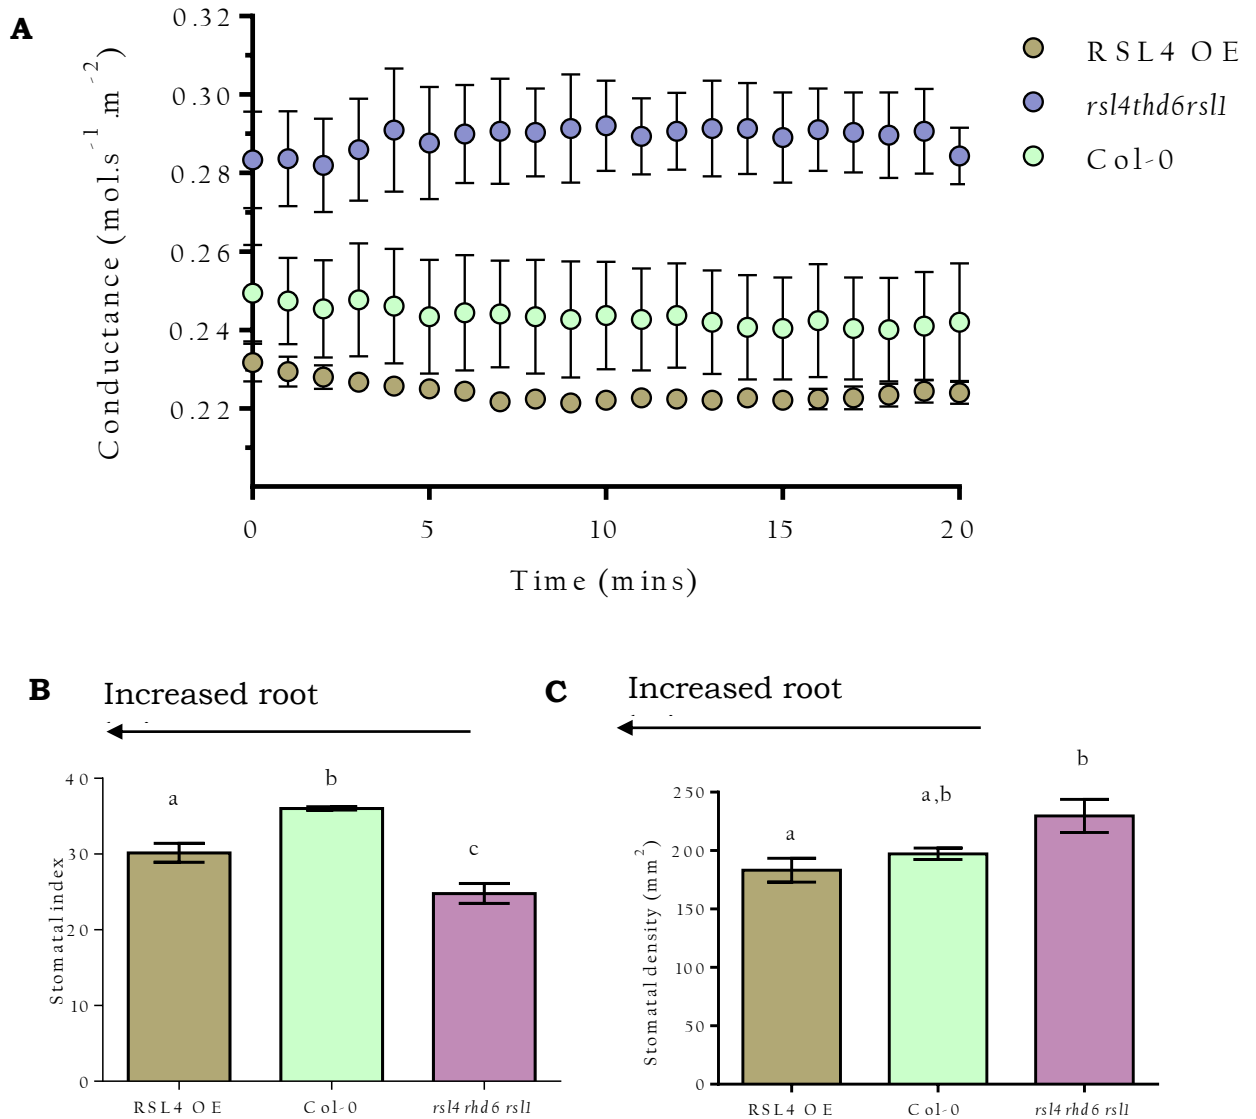 A
0.32
0.30
0.28
0.26
0.24
0.22
Conductance (mol.s⁻¹.m⁻²)
0
5
10
15
20
Time (mins)
RSL4 OE
rsl4thd6rsl1
Col-0
B
Increased root
40
30
20
10
0
Stomatal index
a
b
c
RSL4 OE
Col-0
rsl4 rhd6 rsl1
C
Increased root
250
200
150
100
50
0
Stomatal density (mm²)
a
a,b
b
RSL4 OE
Col-0
rsl4 rhd6 rsl1